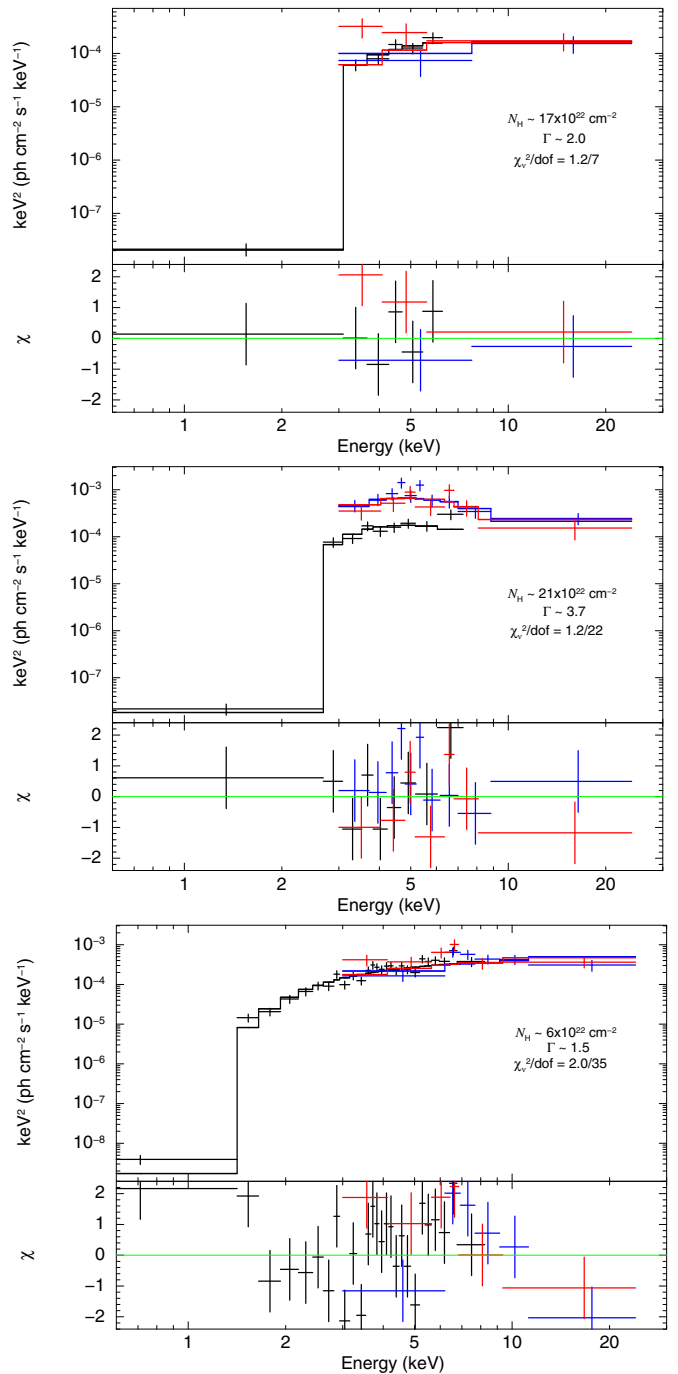 10⁻⁴
10⁻⁵
10⁻⁶
10⁻⁷
keV² (ph cm⁻² s⁻¹ keV⁻¹)
N_H ~ 17x10²² cm⁻²
Γ ~ 2.0
χᵥ²/dof = 1.2/7
2
1
0
−1
−2
χ
1 2 5 10 20
Energy (keV)
10⁻³
10⁻⁴
10⁻⁵
10⁻⁶
10⁻⁷
keV² (ph cm⁻² s⁻¹ keV⁻¹)
N_H ~ 21x10²² cm⁻²
Γ ~ 3.7
χᵥ²/dof = 1.2/22
2
1
0
−1
−2
χ
1 2 5 10 20
Energy (keV)
10⁻³
10⁻⁴
10⁻⁵
10⁻⁶
10⁻⁷
10⁻⁸
keV² (ph cm⁻² s⁻¹ keV⁻¹)
N_H ~ 6x10²² cm⁻²
Γ ~ 1.5
χᵥ²/dof = 2.0/35
2
1
0
−1
−2
χ
1 2 5 10 20
Energy (keV)